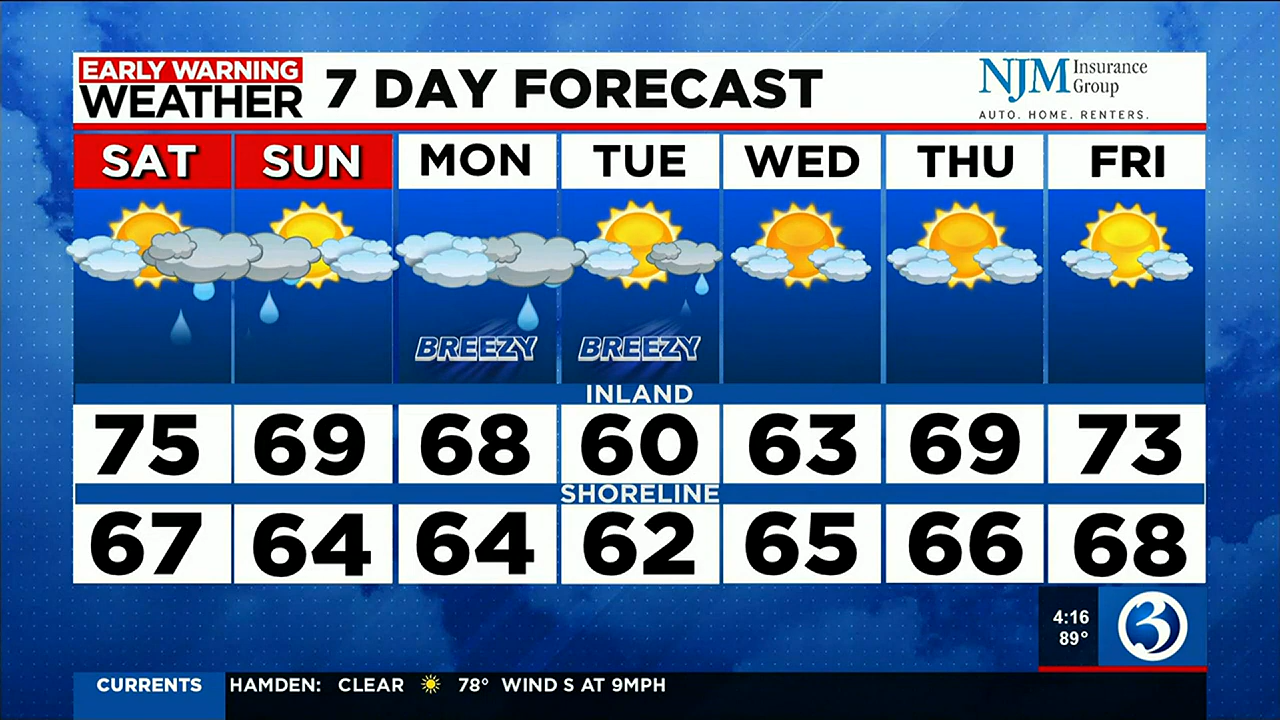 EARLY WARNING
WEATHER
7 DAY FORECAST
NJM Insurance
Group
AUTO. HOME. RENTERS.
SAT SUN MON TUE WED THU FRI
BREEZY BREEZY
INLAND
75 69 68 60 63 69 73
SHORELINE
67 64 64 62 65 66 68
4:16
89°
3
CURRENTS HAMDEN: CLEAR 78° WIND S AT 9MPH